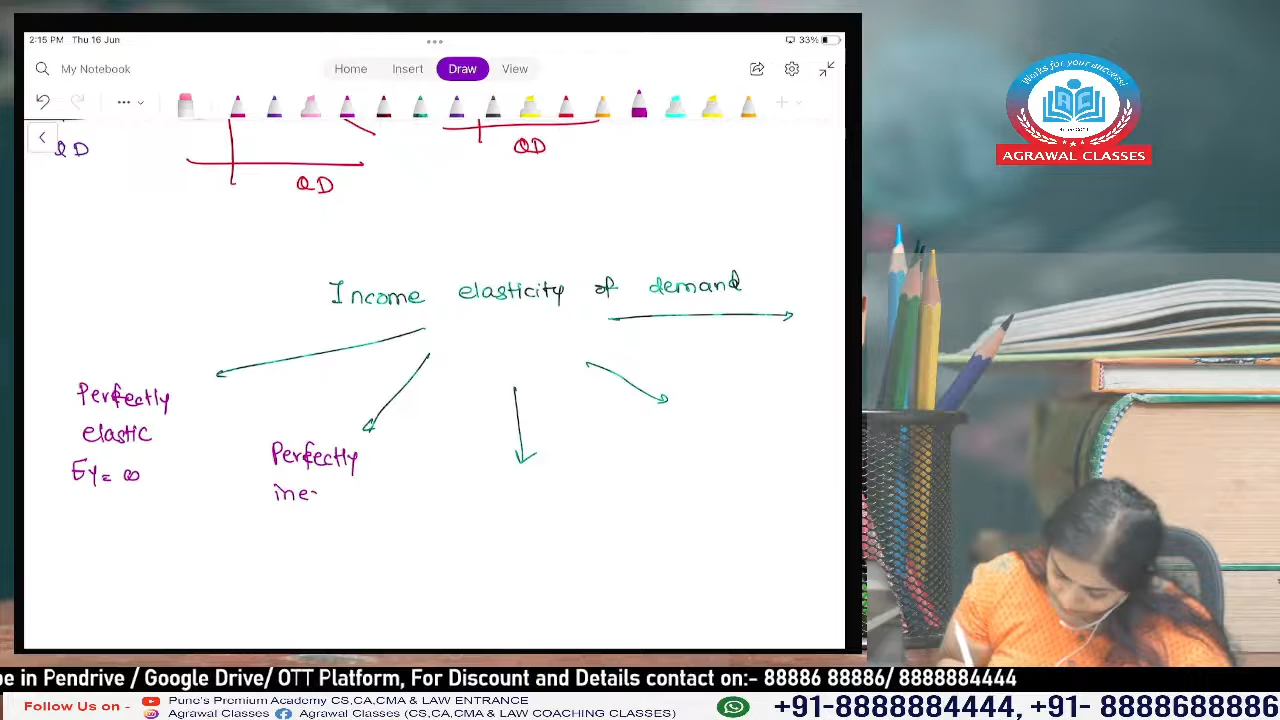 2:15 PM Thu 16 Jun
33%
My Notebook
Home Insert Draw View
QD
QD
QD
Income elasticity of demand
Perfectly
elastic
Ey= ∞
Perfectly
ine-
Works for your success!
AC
AGRAWAL CLASSES
be in Pendrive / Google Drive/ OTT Platform, For Discount and Details contact on:- 88886 88886/ 8888884444
Follow Us on -
Pune's Premium Academy CS,CA,CMA & LAW ENTRANCE
Agrawal Classes
Agrawal Classes (CS,CA,CMA & LAW COACHING CLASSES)
+91-8888884444, +91- 8888688886